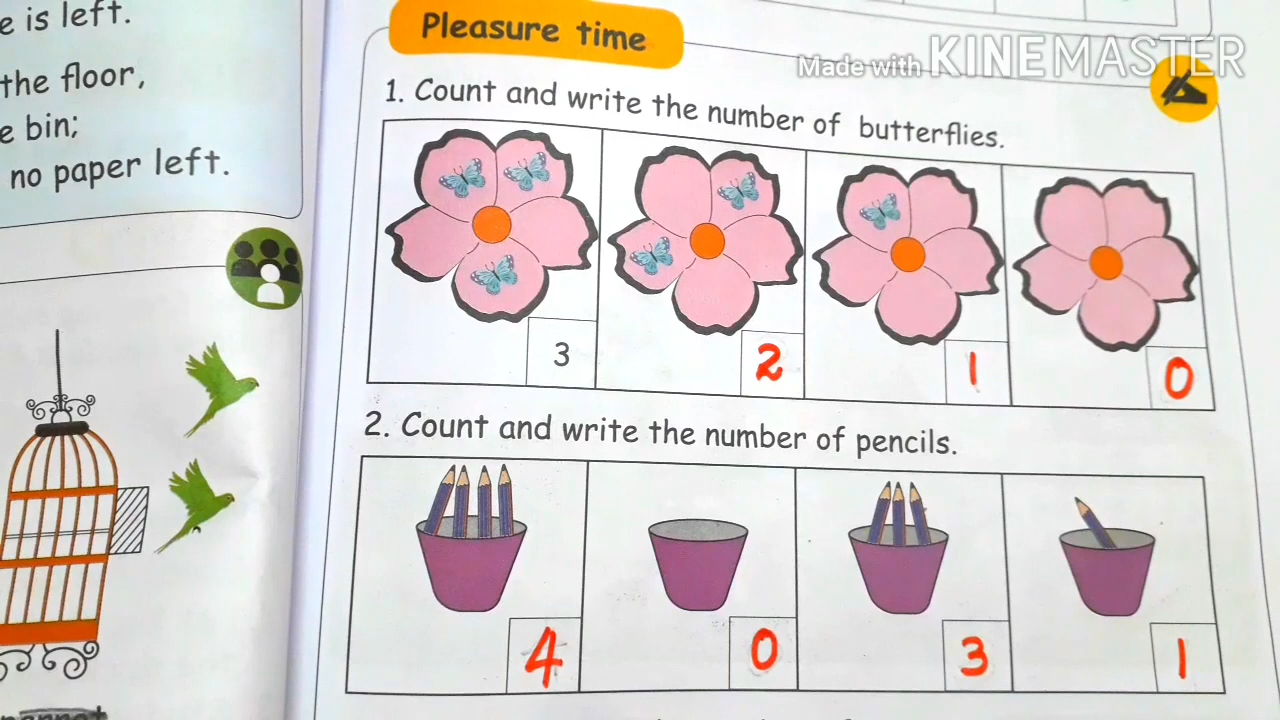 e is left.
the floor,
e bin;
no paper left.
Pleasure time
Made with KINEMASTER
1. Count and write the number of butterflies.
3
2
1
0
2. Count and write the number of pencils.
4
0
3
1